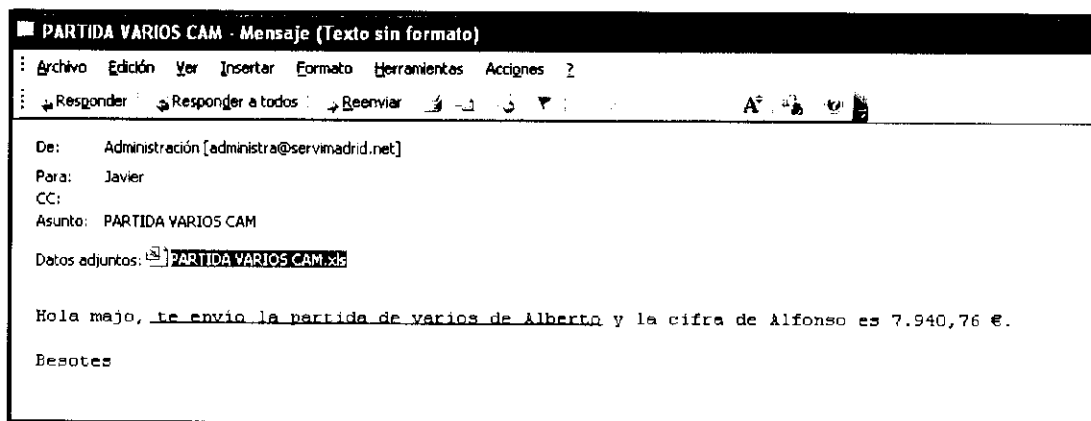 PARTIDA VARIOS CAM - Mensaje (Texto sin formato)
Archivo Edición Ver Insertar Formato Herramientas Acciones ?
Responder Responder a todos Reenviar
De: Administración [administra@servimadrid.net]
Para: Javier
CC:
Asunto: PARTIDA VARIOS CAM
Datos adjuntos: PARTIDA VARIOS CAM.xls
Hola majo, te envío la partida de varios de Alberto y la cifra de Alfonso es 7.940,76 €.
Besotes